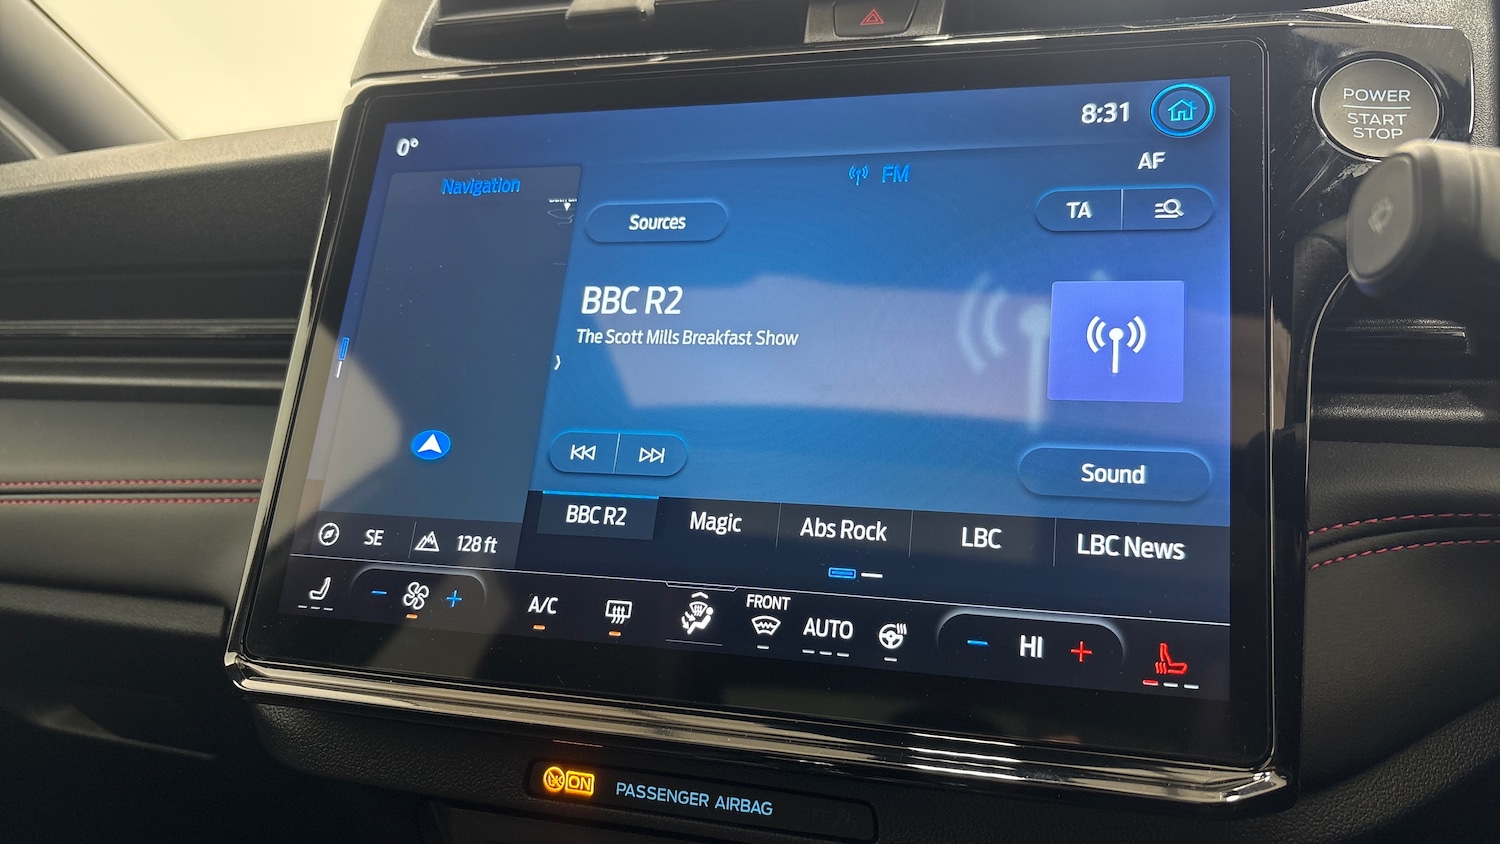 POWER
START
STOP
0°
8:31
AF
Navigation
FM
Sources
TA
BBC R2
The Scott Mills Breakfast Show
Sound
BBC R2
Magic
Abs Rock
LBC
LBC News
SE
128 ft
A/C
FRONT
AUTO
HI
ON
PASSENGER AIRBAG